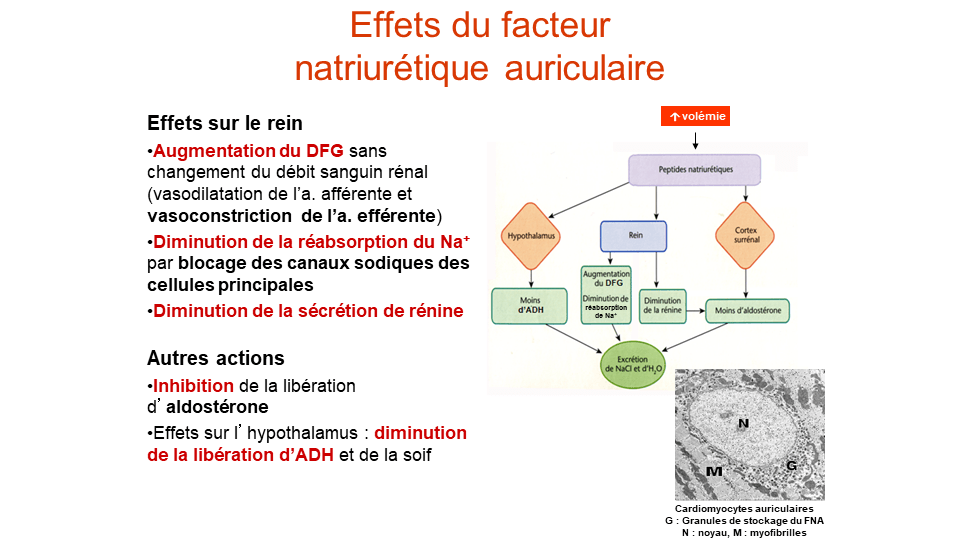 Effets du facteur
natriurétique auriculaire
Effets sur le rein
•Augmentation du DFG sans
changement du débit sanguin rénal
(vasodilatation de l’a. afférente et
vasoconstriction de l’a. efférente)
•Diminution de la réabsorption du Na⁺
par blocage des canaux sodiques des
cellules principales
•Diminution de la sécrétion de rénine
Autres actions
•Inhibition de la libération
d’aldostérone
•Effets sur l’hypothalamus : diminution
de la libération d’ADH et de la soif
↑ volémie
Peptides natriurétiques
Hypothalamus
Rein
Cortex
surrénal
Moins
d’ADH
Augmentation
du DFG
Diminution de
réabsorption
de Na⁺
Diminution
de la rénine
Moins d’aldostérone
Excrétion
de NaCl et d’H₂O
N
M
G
Cardiomyocytes auriculaires
G : Granules de stockage du FNA
N : noyau, M : myofibrilles